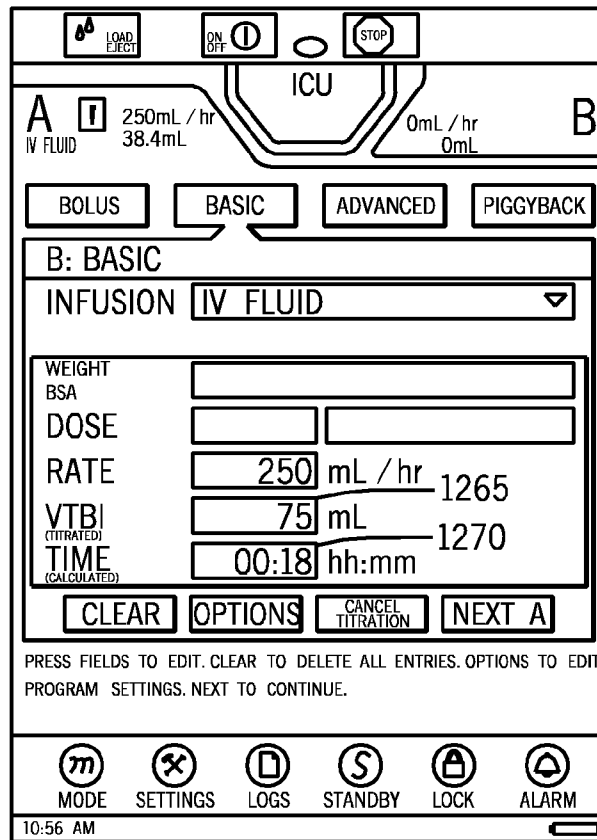 LOAD
EJECT
ON
OFF
STOP
ICU
A
IV FLUID
250mL / hr
38.4mL
0mL / hr
0mL
B
BOLUS BASIC ADVANCED PIGGYBACK
B: BASIC
INFUSION IV FLUID
WEIGHT
BSA
DOSE
RATE 250 mL / hr
1265
VTBI 75 mL
(TITRATED)
1270
TIME 00:18 hh:mm
(CALCULATED)
CLEAR OPTIONS CANCEL TITRATION NEXT A
PRESS FIELDS TO EDIT. CLEAR TO DELETE ALL ENTRIES. OPTIONS TO EDIT
PROGRAM SETTINGS. NEXT TO CONTINUE.
m S
MODE SETTINGS LOGS STANDBY LOCK ALARM
10:56 AM